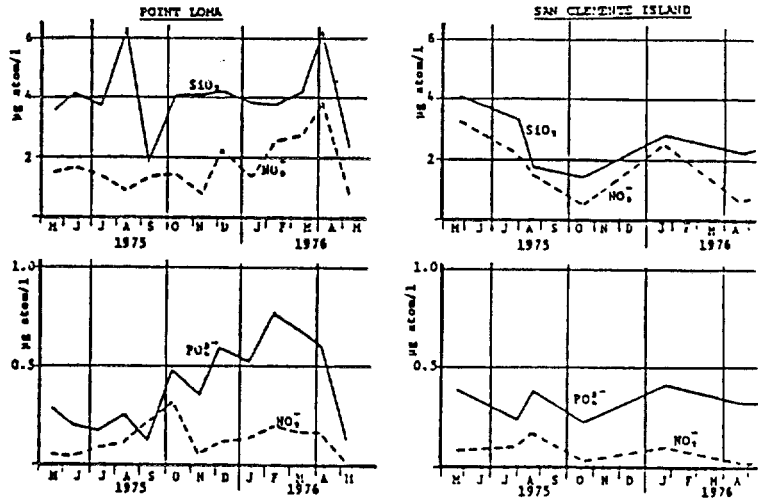 POINT LOMA
6
4
2
µg atom/l
SiO₃
NO₃⁻
M J J A S O N D J F M A M
1975 1976
SAN CLEMENTE ISLAND
6
4
2
µg atom/l
SiO₃
NO₃⁻
M J J A S O N D J F M A
1975 1976
1.0
0.5
µg atom/l
PO₄³⁻
NO₂⁻
M J J A S O N D J F M A M
1975 1976
1.0
0.5
µg atom/l
PO₄³⁻
NO₂⁻
M J J A S O N D J F M A
1975 1976